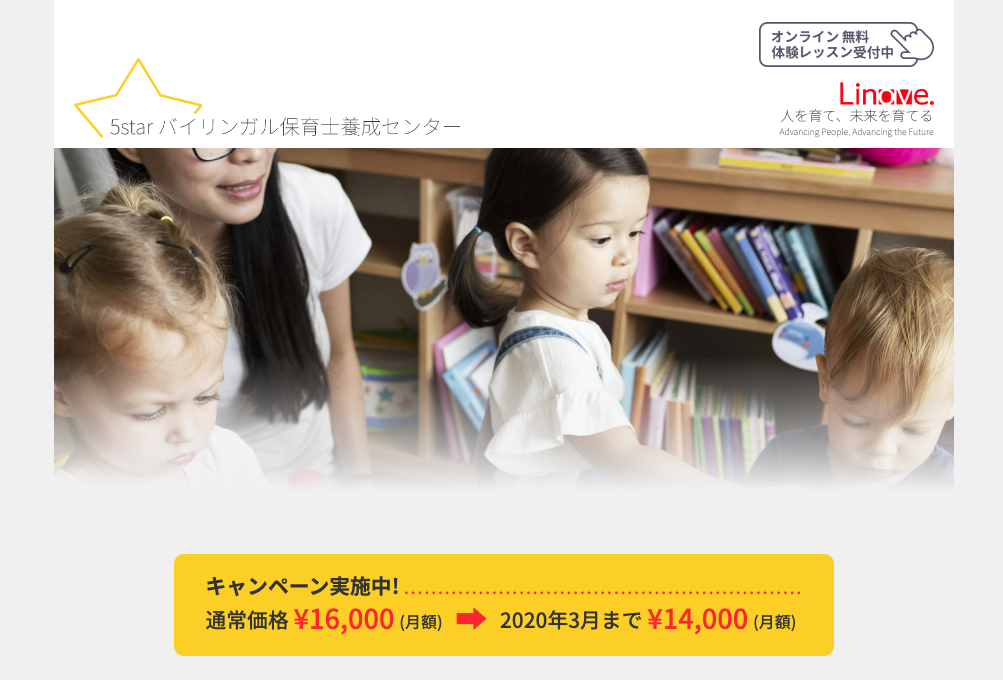 オンライン 無料
体験レッスン受付中
Linove.
人を育て、未来を育てる
Advancing People, Advancing the Future
5star バイリンガル保育士養成センター
キャンペーン実施中!
通常価格 ¥16,000 (月額) 2020年3月まで ¥14,000 (月額)